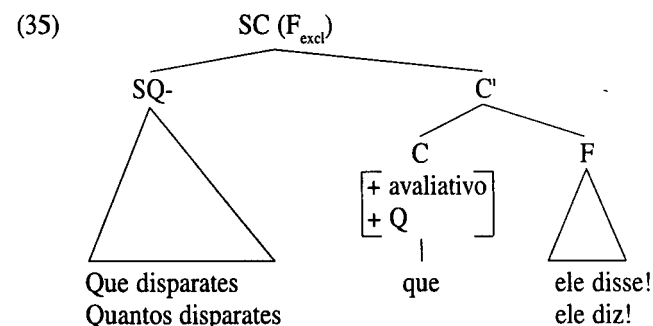 (35) SC (F_excl)
SQ- C'
C F
+ avaliativo
+ Q
Que disparates que ele disse!
Quantos disparates ele diz!